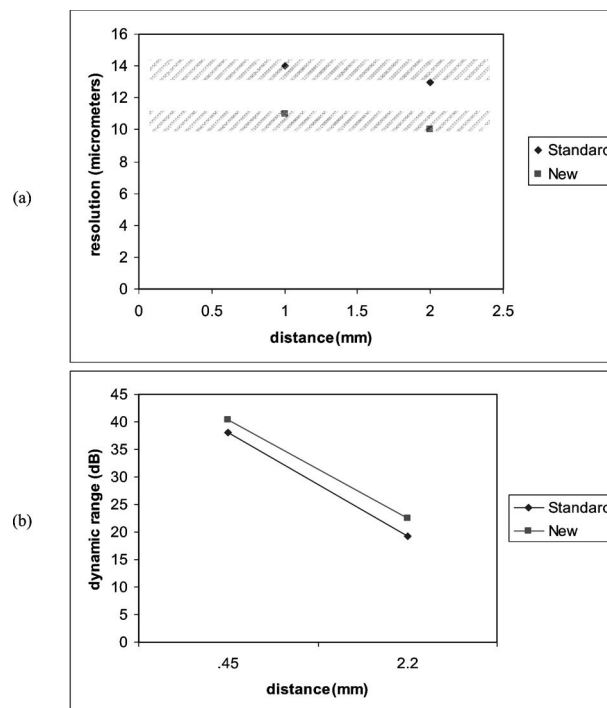 (a)
resolution (micrometers)
16
14
12
10
8
6
4
2
0
0 0.5 1 1.5 2 2.5
distance(mm)
Standard
New
(b)
dynamic range (dB)
45
40
35
30
25
20
15
10
5
0
.45 2.2
distance(mm)
Standard
New